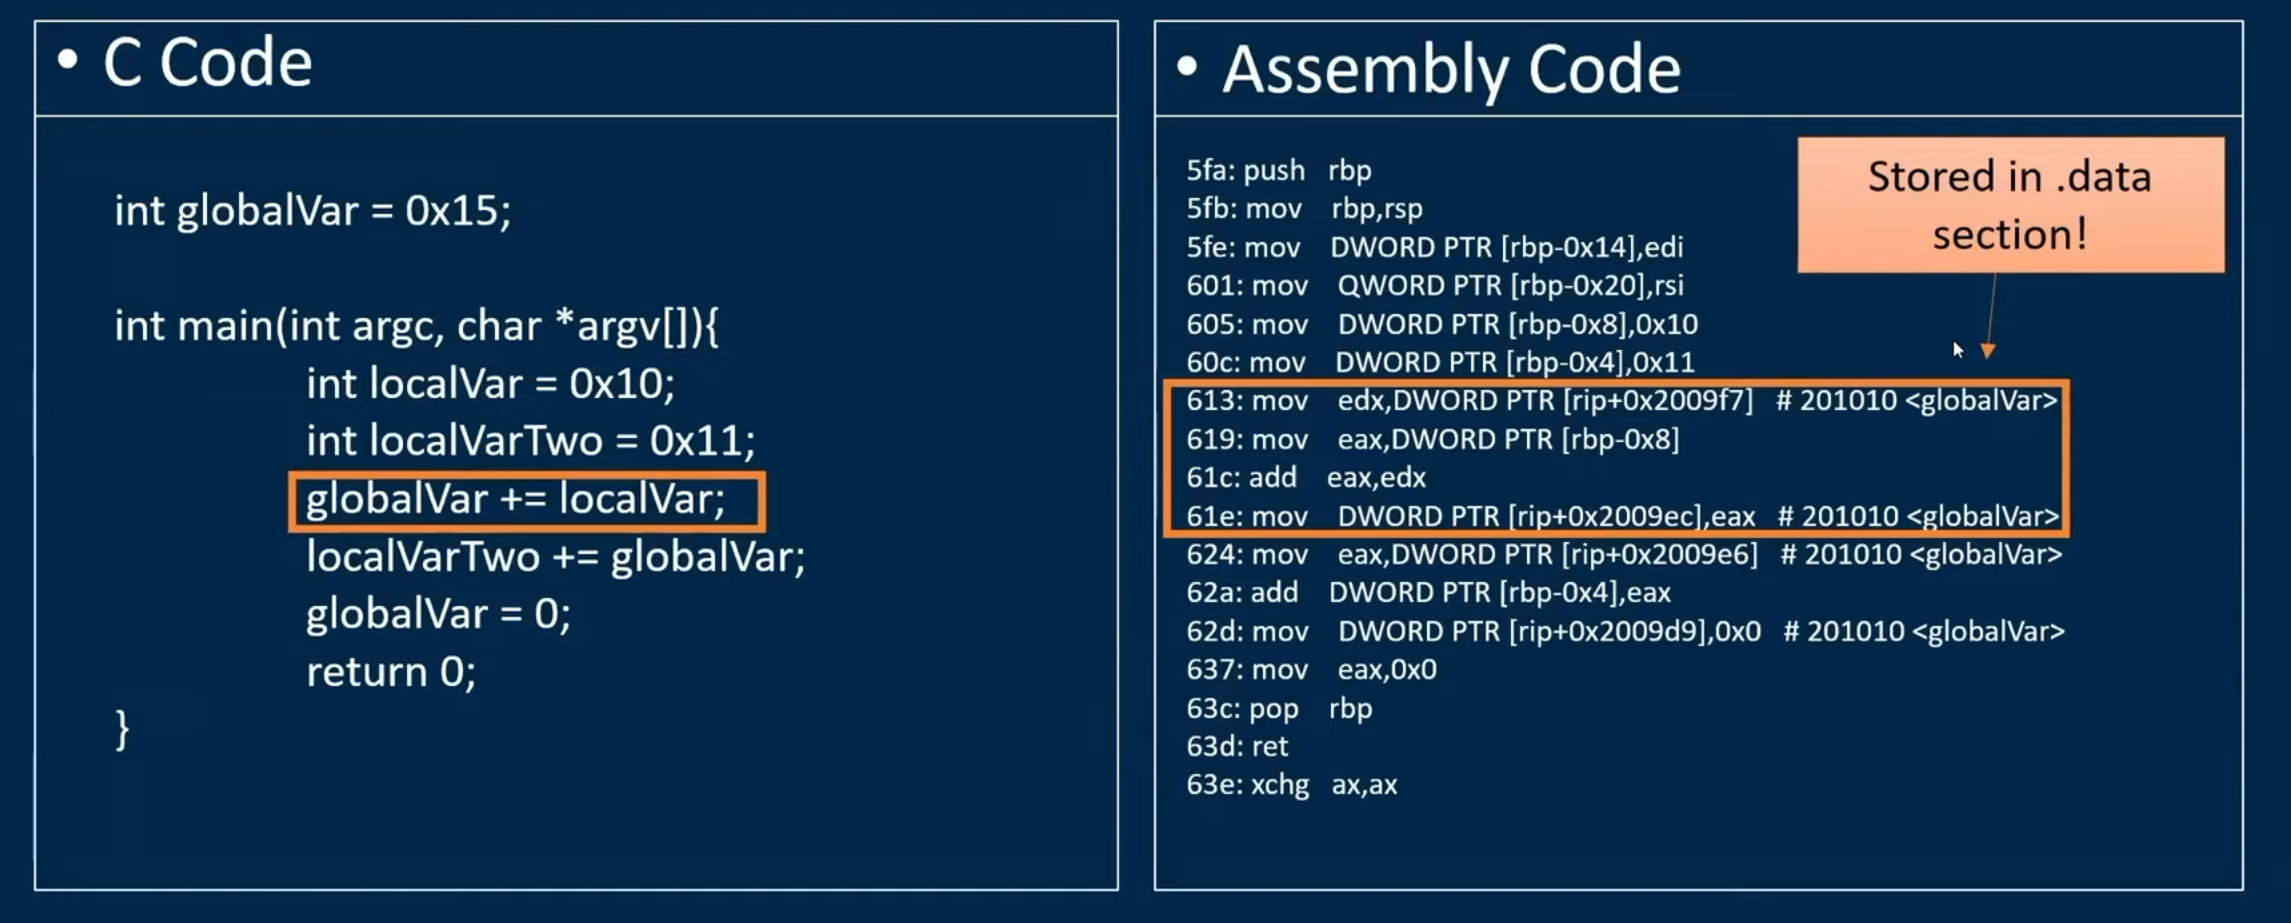 • C Code
int globalVar = 0x15;
int main(int argc, char *argv[]){
int localVar = 0x10;
int localVarTwo = 0x11;
globalVar += localVar;
localVarTwo += globalVar;
globalVar = 0;
return 0;
}
• Assembly Code
Stored in .data
section!
5fa: push rbp
5fb: mov rbp,rsp
5fe: mov DWORD PTR [rbp-0x14],edi
601: mov QWORD PTR [rbp-0x20],rsi
605: mov DWORD PTR [rbp-0x8],0x10
60c: mov DWORD PTR [rbp-0x4],0x11
613: mov edx,DWORD PTR [rip+0x2009f7] # 201010 <globalVar>
619: mov eax,DWORD PTR [rbp-0x8]
61c: add eax,edx
61e: mov DWORD PTR [rip+0x2009ec],eax # 201010 <globalVar>
624: mov eax,DWORD PTR [rip+0x2009e6] # 201010 <globalVar>
62a: add DWORD PTR [rbp-0x4],eax
62d: mov DWORD PTR [rip+0x2009d9],0x0 # 201010 <globalVar>
637: mov eax,0x0
63c: pop rbp
63d: ret
63e: xchg ax,ax